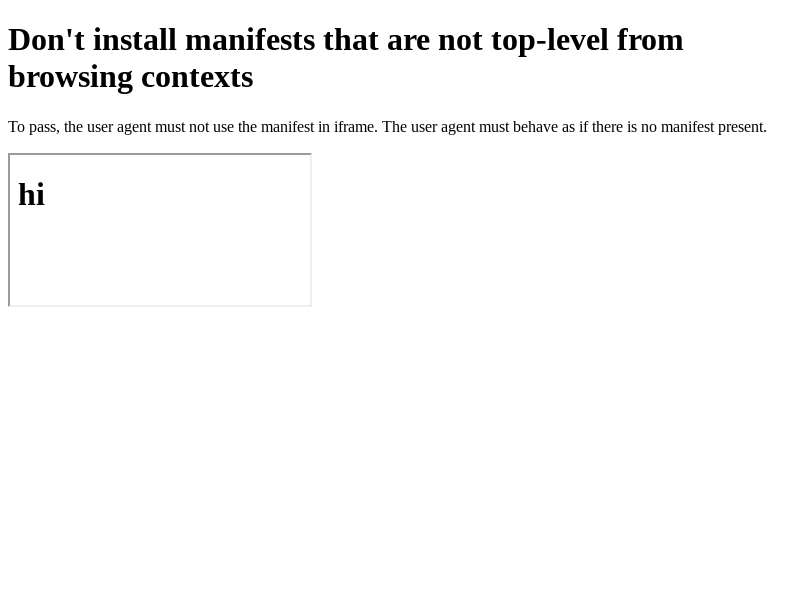 Don't install manifests that are not top-level from
browsing contexts
To pass, the user agent must not use the manifest in iframe. The user agent must behave as if there is no manifest present.
hi